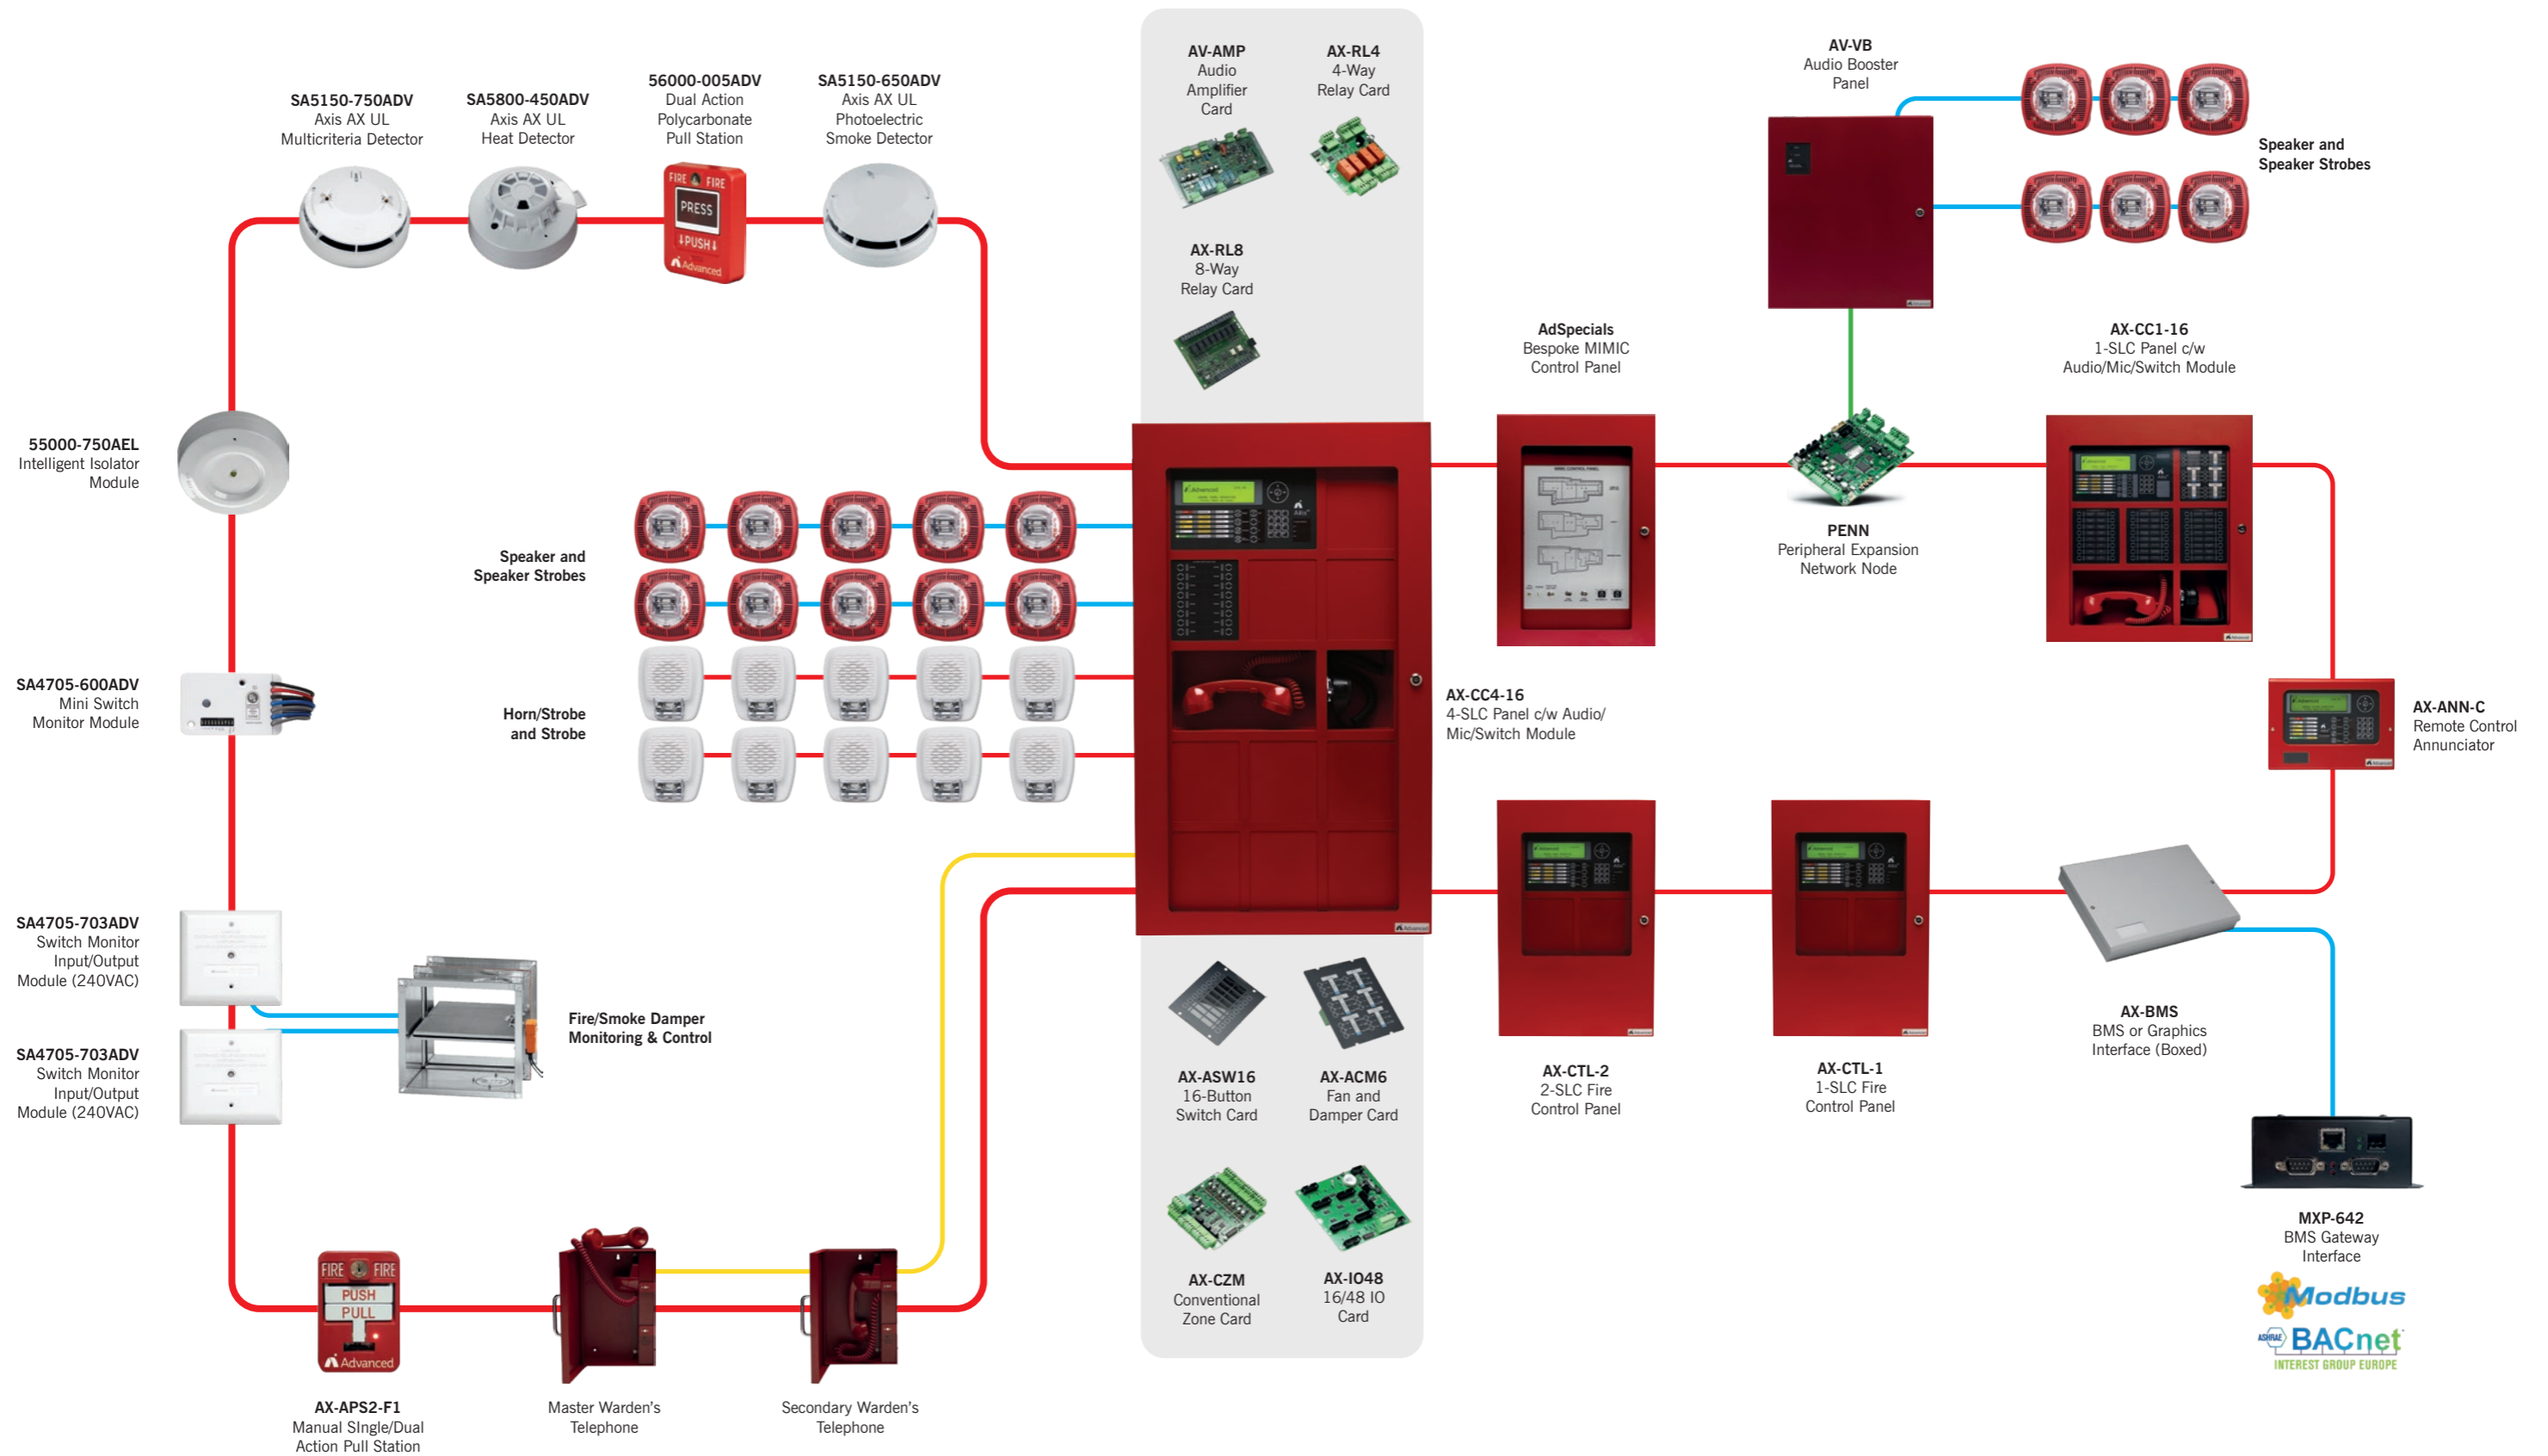 SA5150-750ADV
Axis AX UL
Multicriteria Detector
SA5800-450ADV
Axis AX UL
Heat Detector
56000-005ADV
Dual Action
Polycarbonate
Pull Station
SA5150-650ADV
Axis AX UL
Photoelectric
Smoke Detector
FIRE FIRE
PRESS
↓PUSH↓
Advanced
AV-AMP
Audio
Amplifier
Card
AX-RL4
4-Way
Relay Card
AX-RL8
8-Way
Relay Card
AV-VB
Audio Booster
Panel
Speaker and
Speaker Strobes
AdSpecials
Bespoke MIMIC
Control Panel
AX-CC1-16
1-SLC Panel c/w
Audio/Mic/Switch Module
55000-750AEL
Intelligent Isolator
Module
MIMIC CONTROL PANEL
Advanced
PENN
Peripheral Expansion
Network Node
Speaker and
Speaker Strobes
SA4705-600ADV
Mini Switch
Monitor Module
Horn/Strobe
and Strobe
AX-CC4-16
4-SLC Panel c/w Audio/
Mic/Switch Module
AX-ANN-C
Remote Control
Annunciator
SA4705-703ADV
Switch Monitor
Input/Output
Module (240VAC)
SA4705-703ADV
Switch Monitor
Input/Output
Module (240VAC)
Fire/Smoke Damper
Monitoring & Control
AX-ASW16
16-Button
Switch Card
AX-ACM6
Fan and
Damper Card
AX-CTL-2
2-SLC Fire
Control Panel
AX-CTL-1
1-SLC Fire
Control Panel
AX-BMS
BMS or Graphics
Interface (Boxed)
AX-CZM
Conventional
Zone Card
AX-IO48
16/48 IO
Card
MXP-642
BMS Gateway
Interface
Modbus
ASHRAE BACnet
INTEREST GROUP EUROPE
FIRE FIRE
PUSH
PULL
Advanced
AX-APS2-F1
Manual SIngle/Dual
Action Pull Station
Master Warden's
Telephone
Secondary Warden's
Telephone